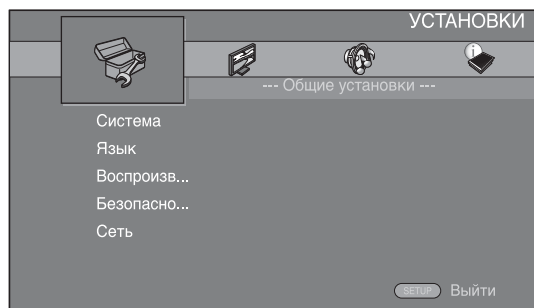 УСТАНОВКИ
--- Общие установки ---
Система
Язык
Воспроизв...
Безопасно...
Сеть
SETUP Выйти